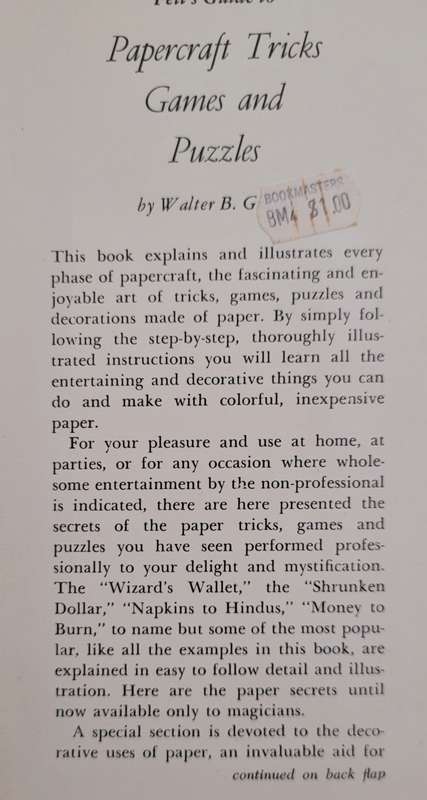 Fell's Guide to
Papercraft Tricks
Games and
Puzzles
by Walter B. G
BOOKMASTERS
BM4 $1.00
This book explains and illustrates every
phase of papercraft, the fascinating and en-
joyable art of tricks, games, puzzles and
decorations made of paper. By simply fol-
lowing the step-by-step, thoroughly illus-
trated instructions you will learn all the
entertaining and decorative things you can
do and make with colorful, inexpensive
paper.
For your pleasure and use at home, at
parties, or for any occasion where whole-
some entertainment by the non-professional
is indicated, there are here presented the
secrets of the paper tricks, games and
puzzles you have seen performed profes-
sionally to your delight and mystification.
The "Wizard's Wallet," the "Shrunken
Dollar," "Napkins to Hindus," "Money to
Burn," to name but some of the most popu-
lar, like all the examples in this book, are
explained in easy to follow detail and illus-
tration. Here are the paper secrets until
now available only to magicians.
A special section is devoted to the deco-
rative uses of paper, an invaluable aid for
continued on back flap